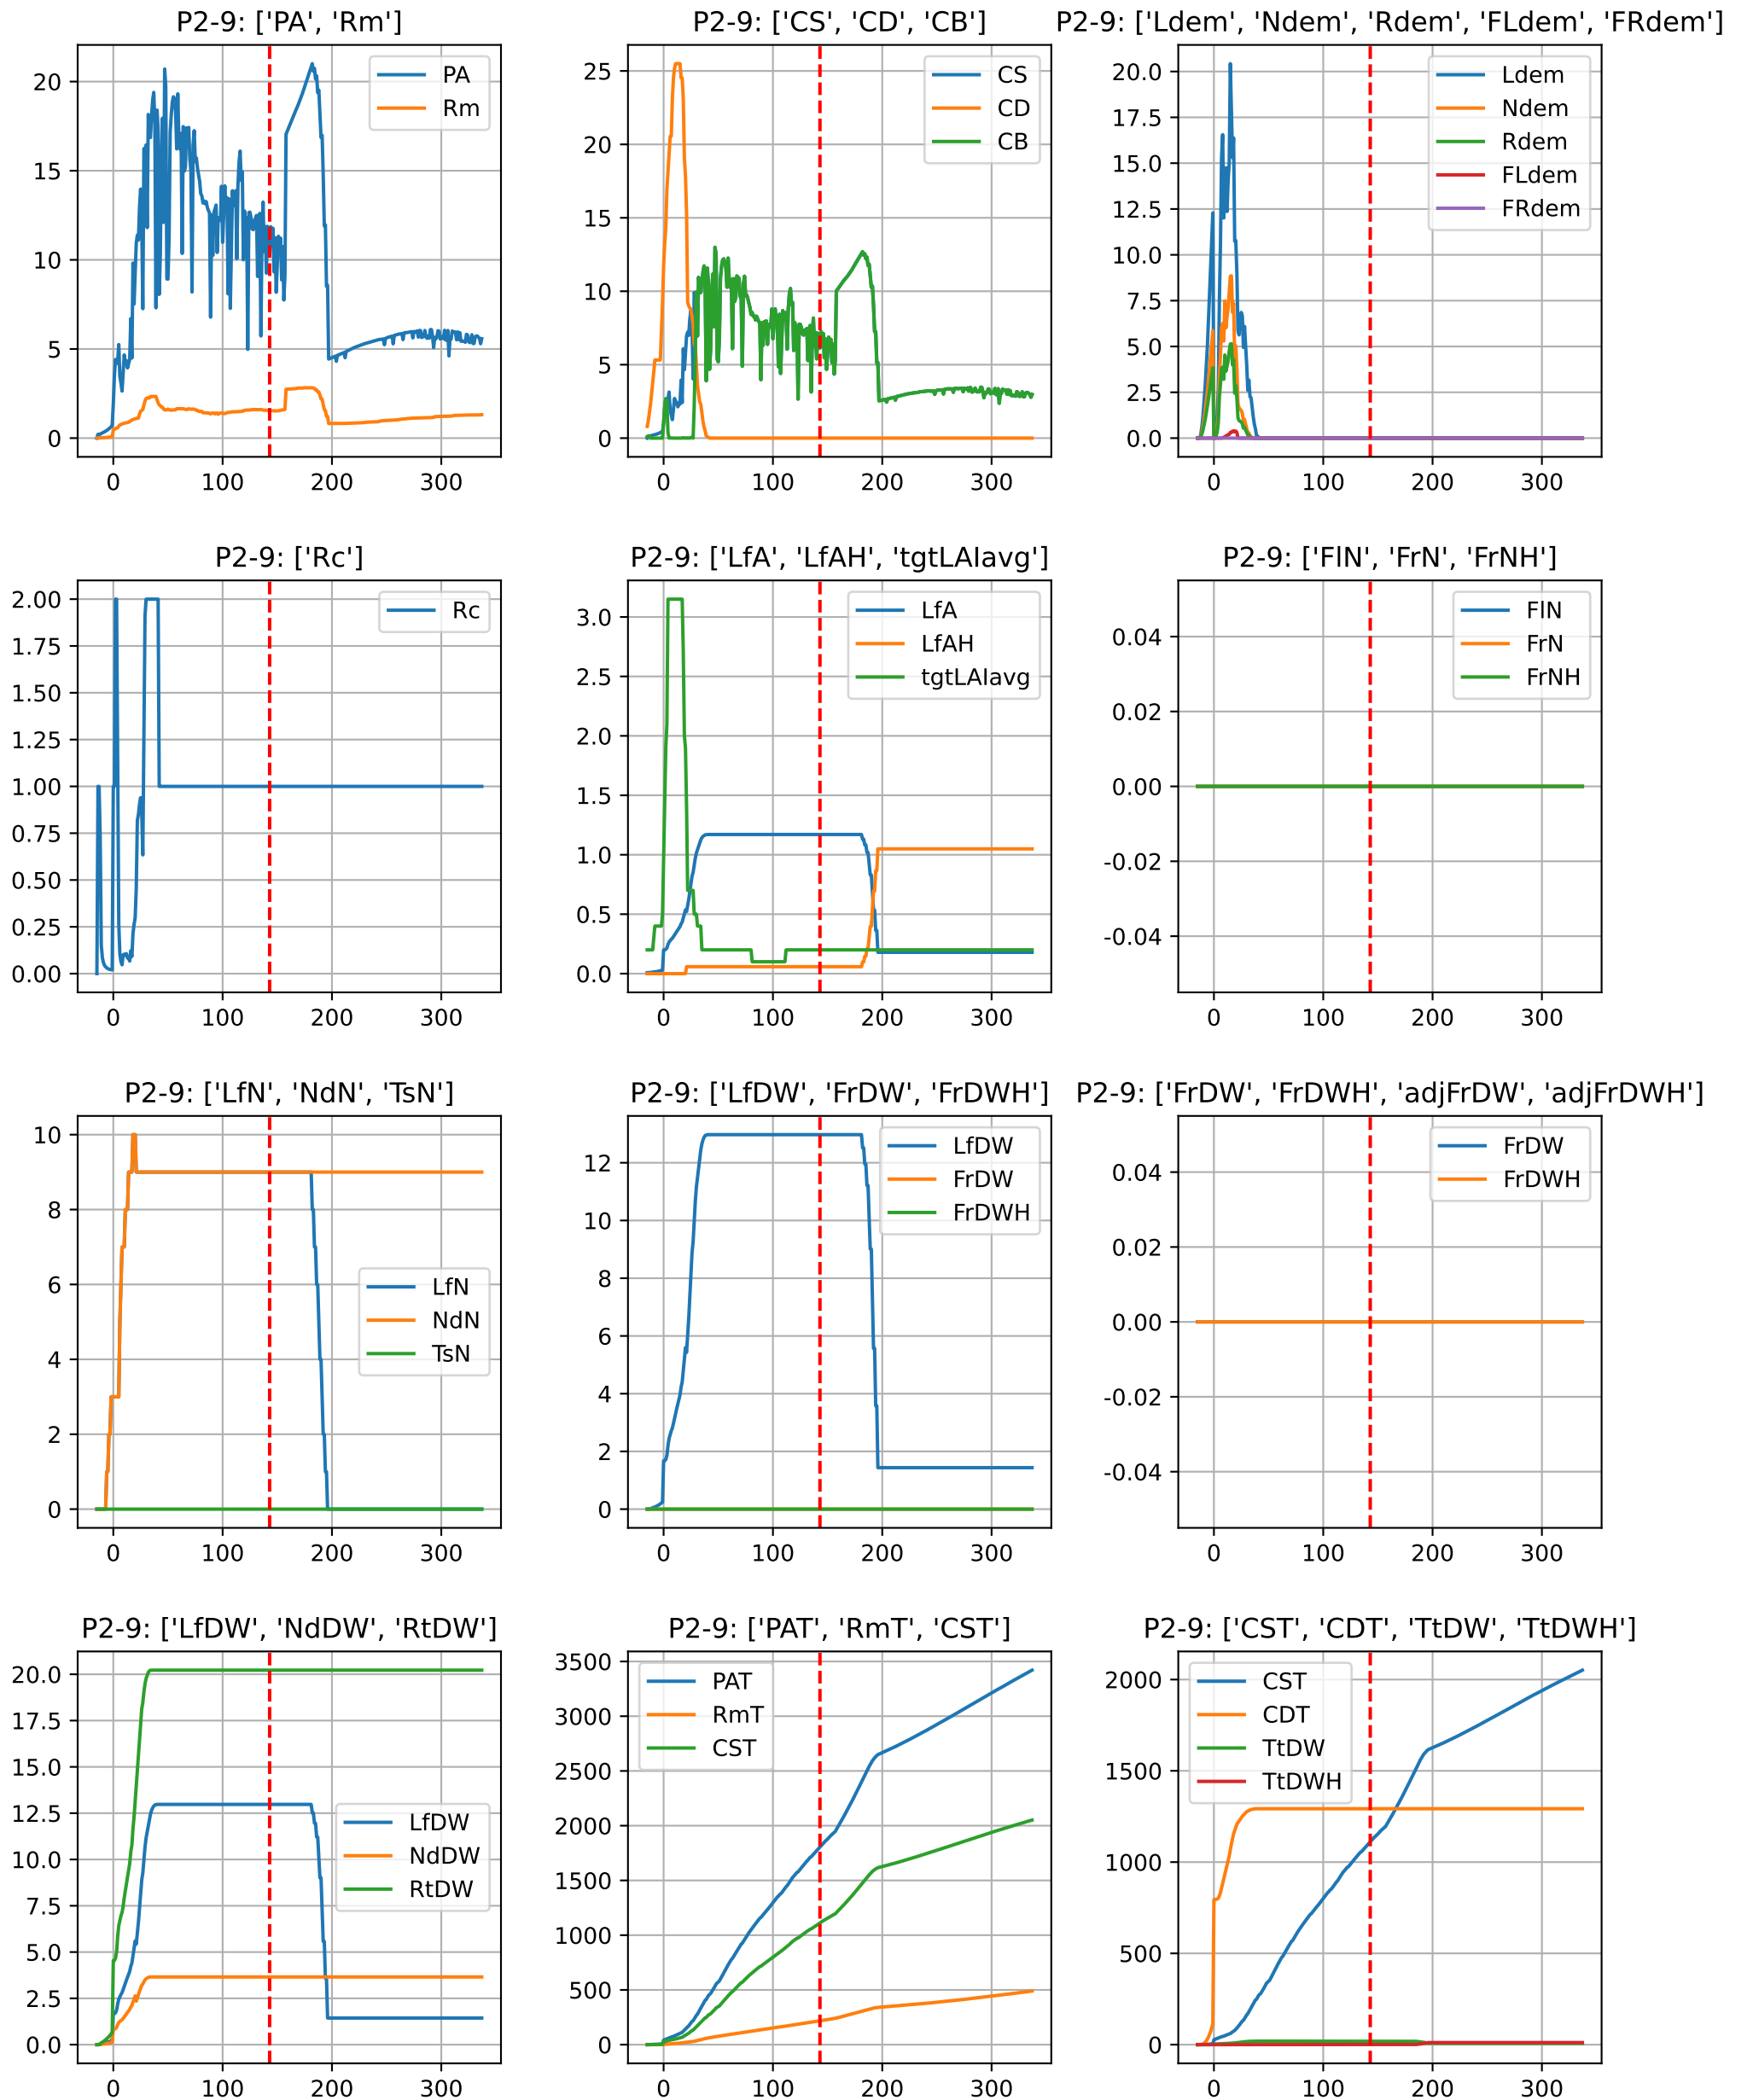 P2-9: ['PA', 'Rm']
P2-9: ['CS', 'CD', 'CB']
P2-9: ['Ldem', 'Ndem', 'Rdem', 'FLdem', 'FRdem']
PA
Rm
0
5
10
15
20
0 100 200 300
CS
CD
CB
0
5
10
15
20
25
0 100 200 300
Ldem
Ndem
Rdem
FLdem
FRdem
0.0
2.5
5.0
7.5
10.0
12.5
15.0
17.5
20.0
0 100 200 300
P2-9: ['Rc']
P2-9: ['LfA', 'LfAH', 'tgtLAIavg']
P2-9: ['FlN', 'FrN', 'FrNH']
Rc
0.00
0.25
0.50
0.75
1.00
1.25
1.50
1.75
2.00
0 100 200 300
LfA
LfAH
tgtLAIavg
0.0
0.5
1.0
1.5
2.0
2.5
3.0
0 100 200 300
FlN
FrN
FrNH
-0.04
-0.02
0.00
0.02
0.04
0 100 200 300
P2-9: ['LfN', 'NdN', 'TsN']
P2-9: ['LfDW', 'FrDW', 'FrDWH']
P2-9: ['FrDW', 'FrDWH', 'adjFrDW', 'adjFrDWH']
LfN
NdN
TsN
0
2
4
6
8
10
0 100 200 300
LfDW
FrDW
FrDWH
0
2
4
6
8
10
12
0 100 200 300
FrDW
FrDWH
-0.04
-0.02
0.00
0.02
0.04
0 100 200 300
P2-9: ['LfDW', 'NdDW', 'RtDW']
P2-9: ['PAT', 'RmT', 'CST']
P2-9: ['CST', 'CDT', 'TtDW', 'TtDWH']
LfDW
NdDW
RtDW
0.0
2.5
5.0
7.5
10.0
12.5
15.0
17.5
20.0
0 100 200 300
PAT
RmT
CST
0
500
1000
1500
2000
2500
3000
3500
0 100 200 300
CST
CDT
TtDW
TtDWH
0
500
1000
1500
2000
0 100 200 300